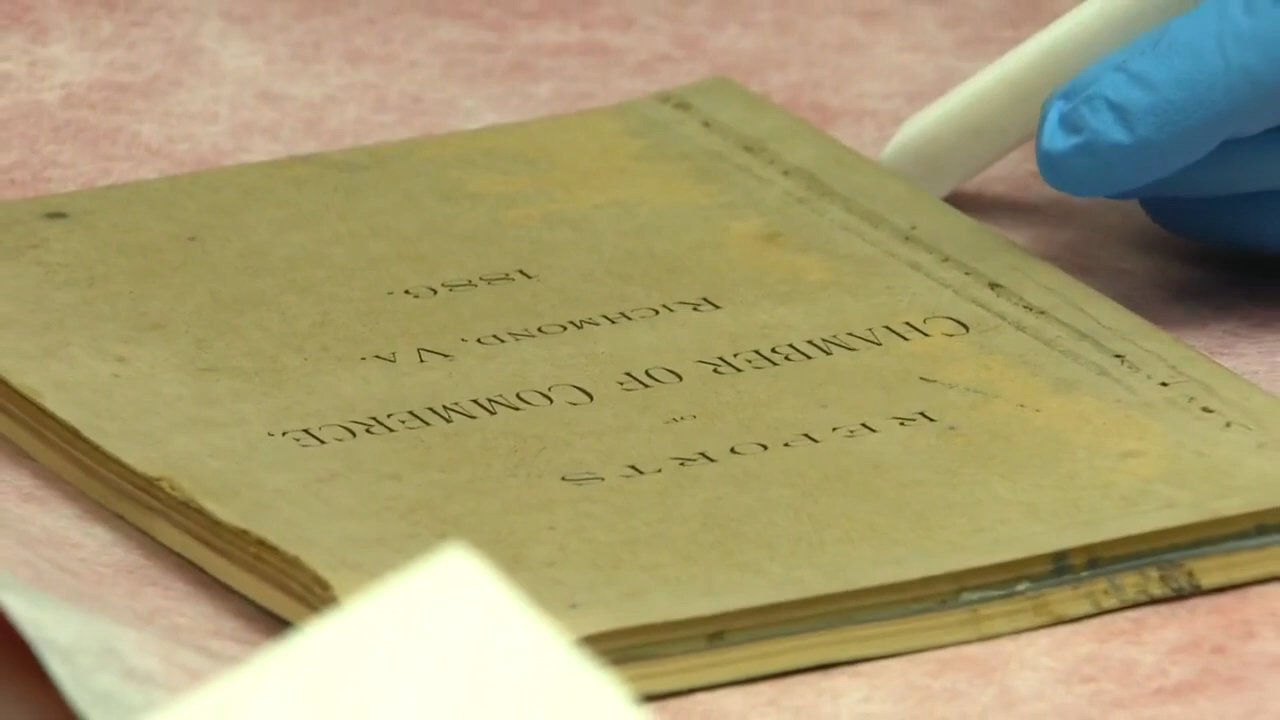 REPORTS
OF
CHAMBER OF COMMERCE,
RICHMOND, VA.
1886.